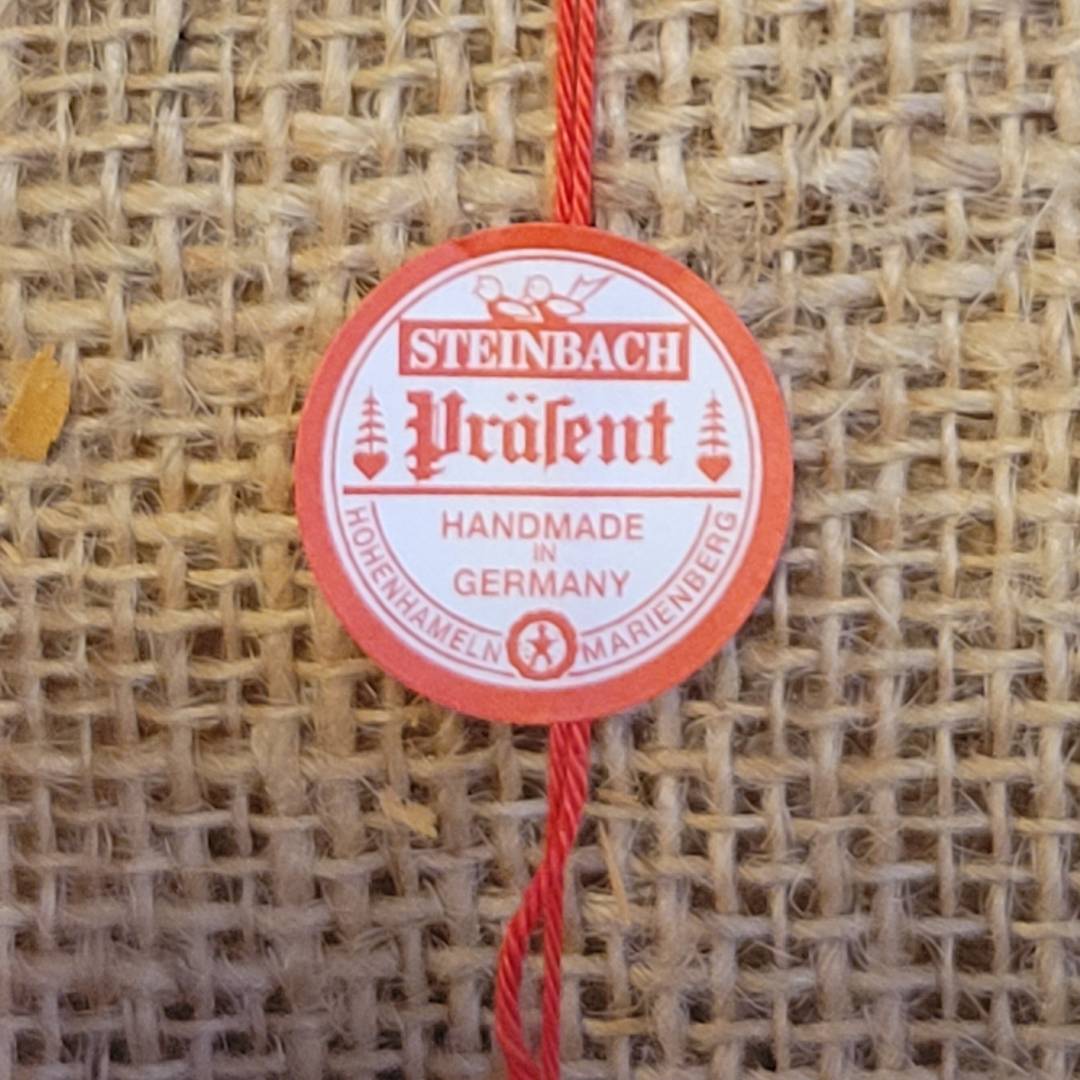 STEINBACH
Präſent
HANDMADE
IN
GERMANY
HOHENHAMELN
MARIENBERG